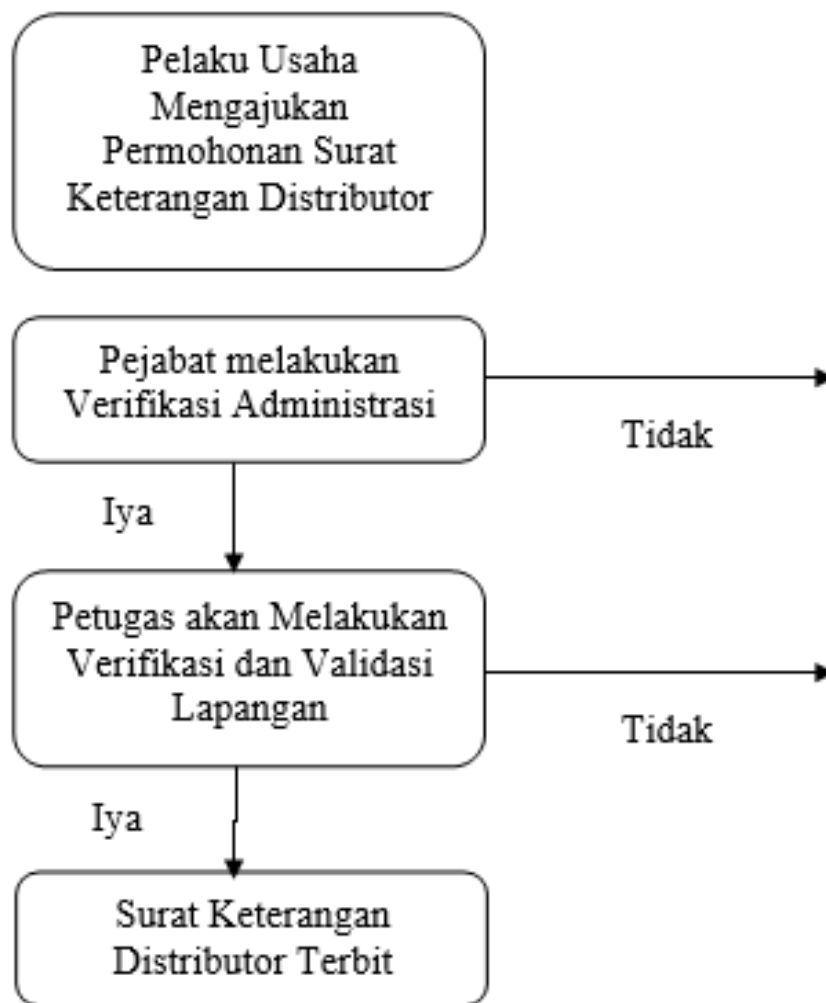 Pelaku Usaha
Mengajukan
Permohonan Surat
Keterangan Distributor
Pejabat melakukan
Verifikasi Administrasi
Tidak
Iya
Petugas akan Melakukan
Verifikasi dan Validasi
Lapangan
Tidak
Iya
Surat Keterangan
Distributor Terbit